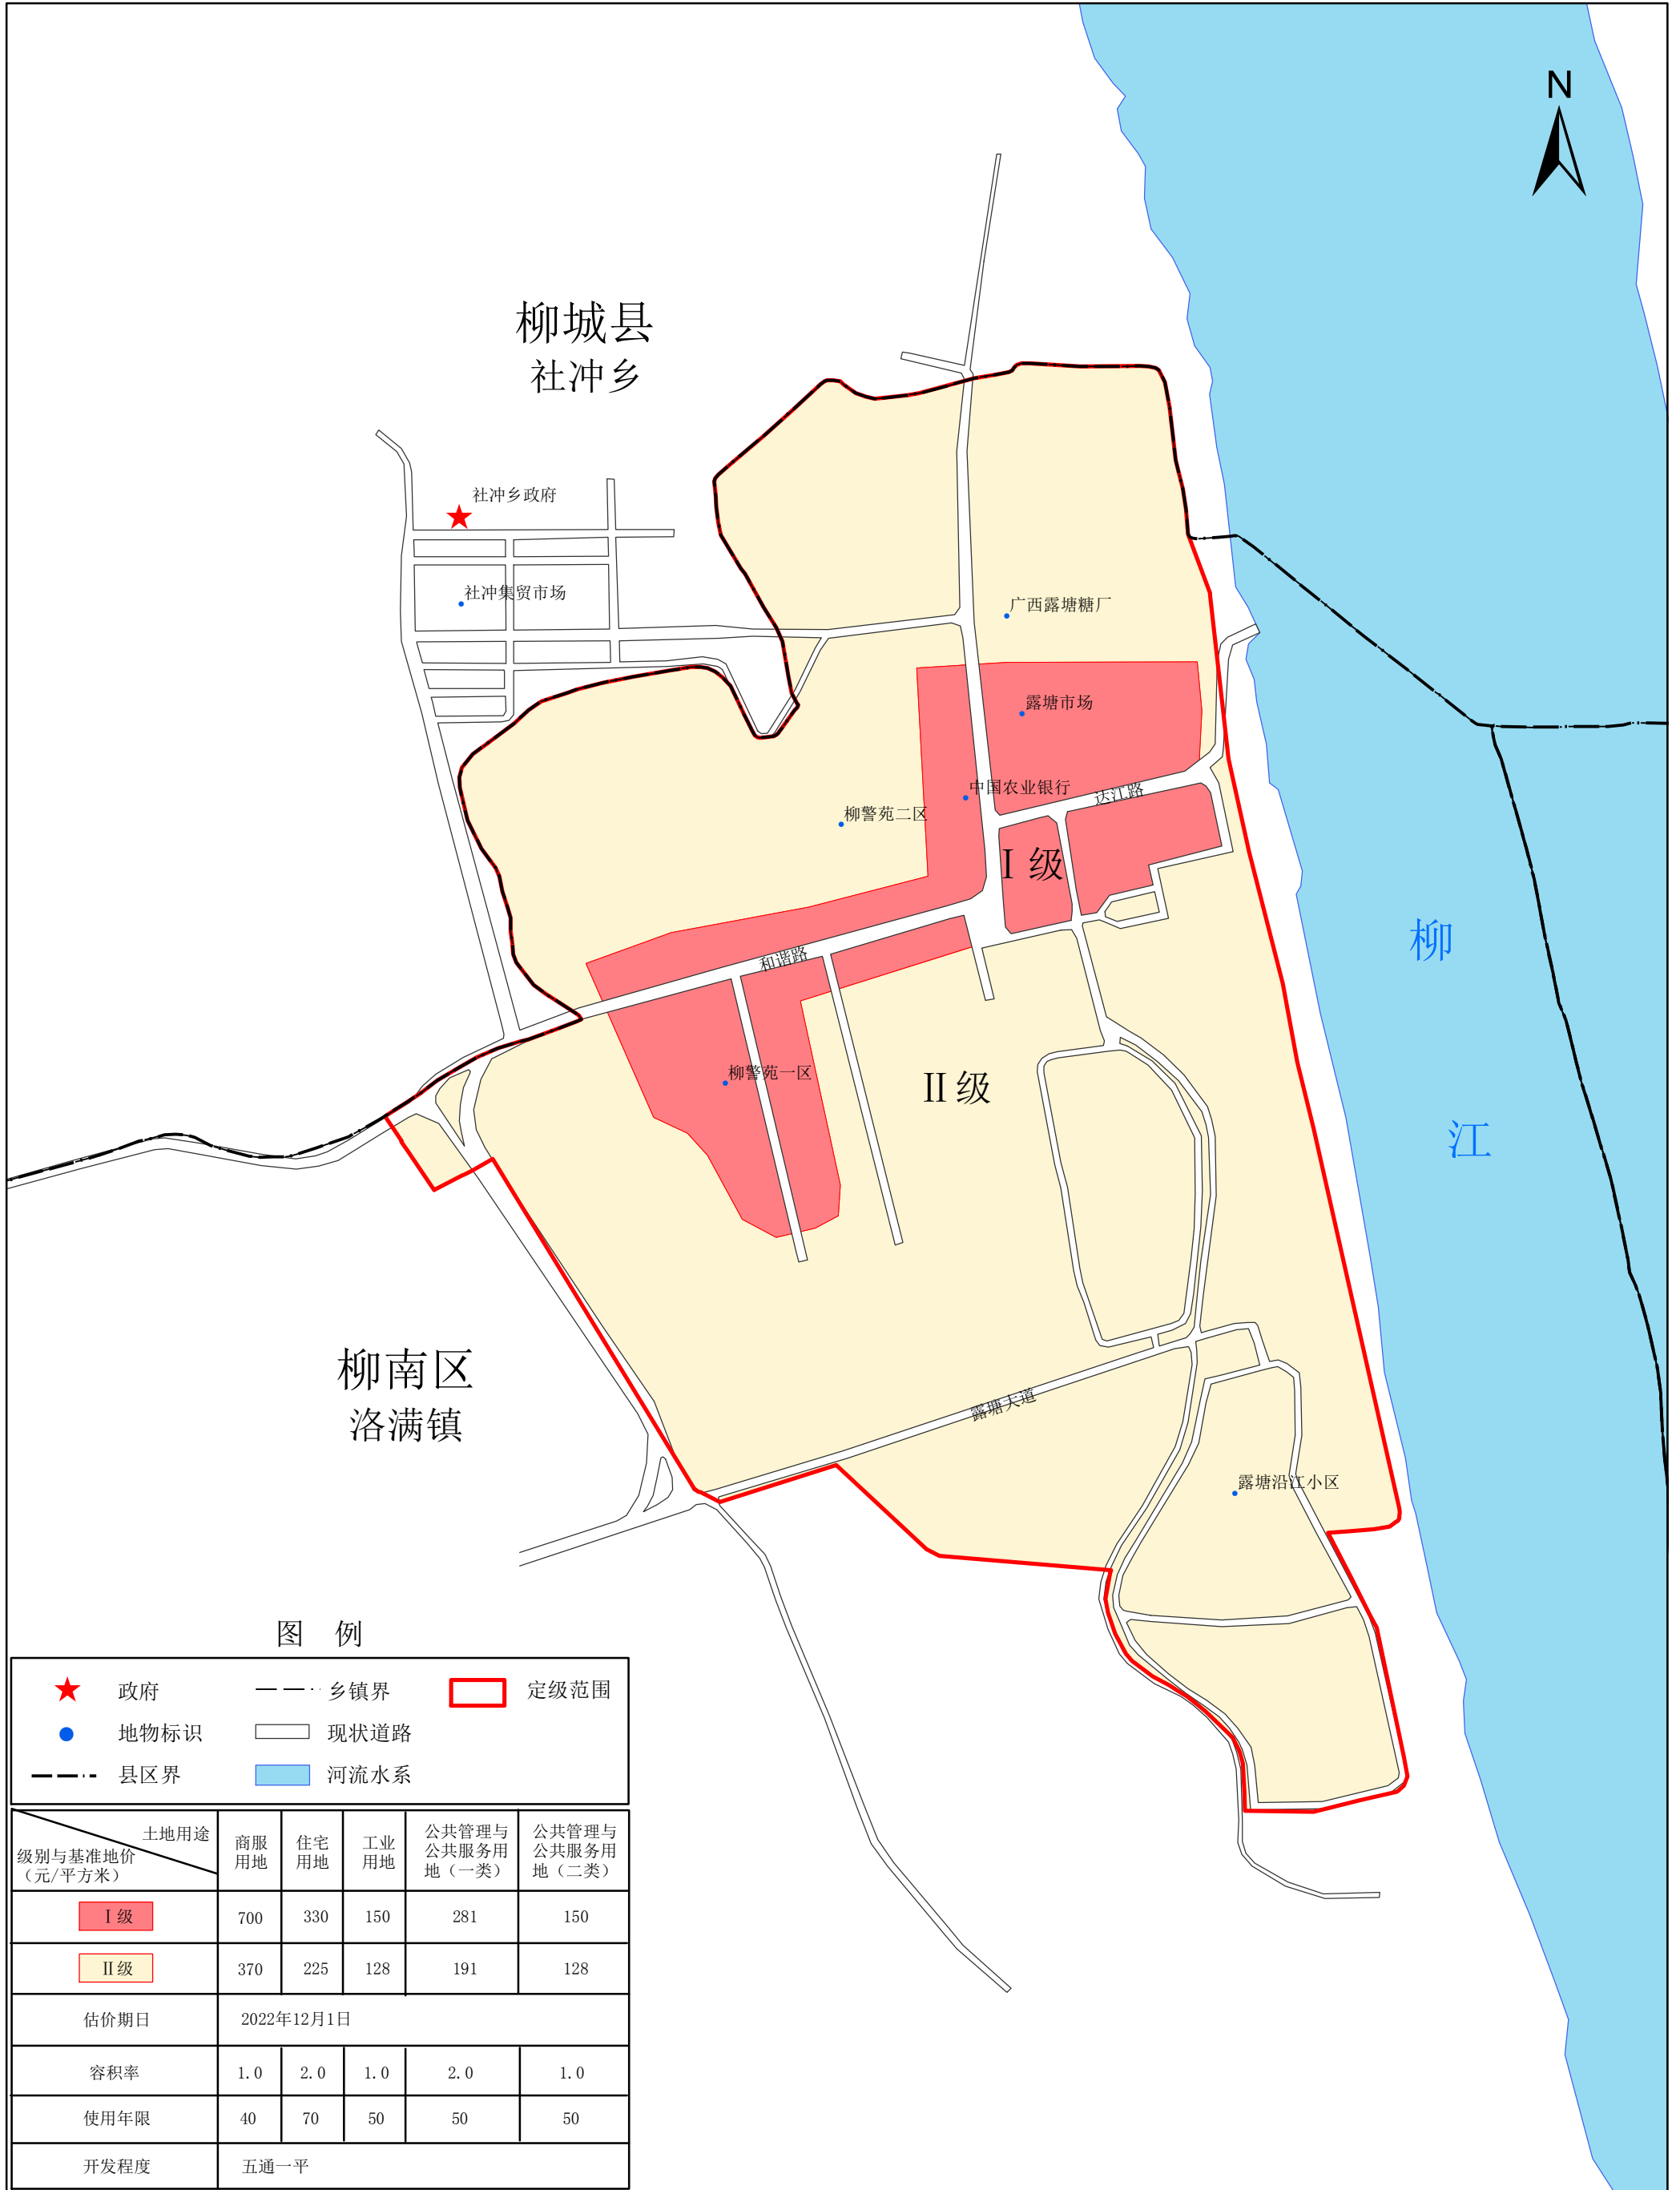 N
柳城县
社冲乡
社冲乡政府
社冲集贸市场
广西露塘糖厂
露塘市场
中国农业银行
达江路
柳警苑二区
Ⅰ级
柳
和谐路
柳警苑一区
Ⅱ级
江
柳南区
洛满镇
露塘大道
露塘沿江小区
图 例
政府 乡镇界 定级范围
地物标识 现状道路
县区界 河流水系
土地用途
级别与基准地价
（元/平方米）
商服
用地
住宅
用地
工业
用地
公共管理与
公共服务用
地（一类）
公共管理与
公共服务用
地（二类）
Ⅰ级 700 330 150 281 150
Ⅱ级 370 225 128 191 128
估价期日 2022年12月1日
容积率 1.0 2.0 1.0 2.0 1.0
使用年限 40 70 50 50 50
开发程度 五通一平